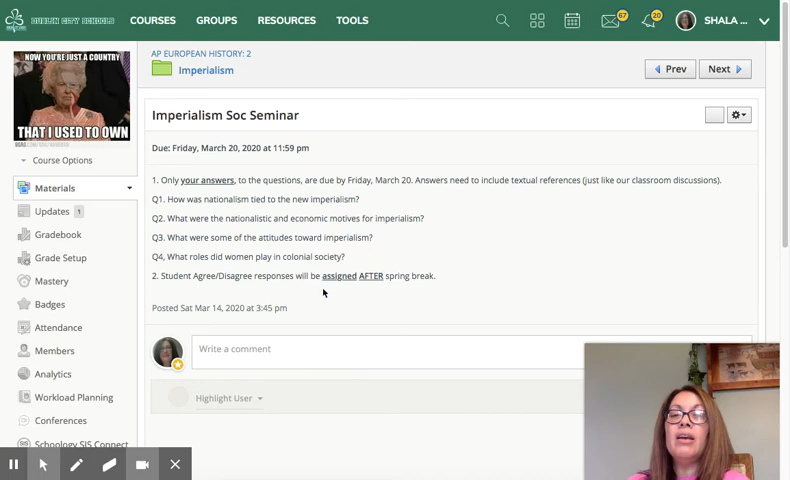 DUBLIN CITY SCHOOLS
COURSES
GROUPS
RESOURCES
TOOLS
67
20
SHALA ...
NOW YOU'RE JUST A COUNTRY
THAT I USED TO OWN
Course Options
Materials
Updates 1
Gradebook
Grade Setup
Mastery
Badges
Attendance
Members
Analytics
Workload Planning
Conferences
Schoology SIS Connect
AP EUROPEAN HISTORY: 2
Imperialism
Prev
Next
Imperialism Soc Seminar
Due: Friday, March 20, 2020 at 11:59 pm
1. Only your answers, to the questions, are due by Friday, March 20. Answers need to include textual references (just like our classroom discussions).
Q1. How was nationalism tied to the new imperialism?
Q2. What were the nationalistic and economic motives for imperialism?
Q3. What were some of the attitudes toward imperialism?
Q4, What roles did women play in colonial society?
2. Student Agree/Disagree responses will be assigned AFTER spring break.
Posted Sat Mar 14, 2020 at 3:45 pm
Write a comment
Highlight User